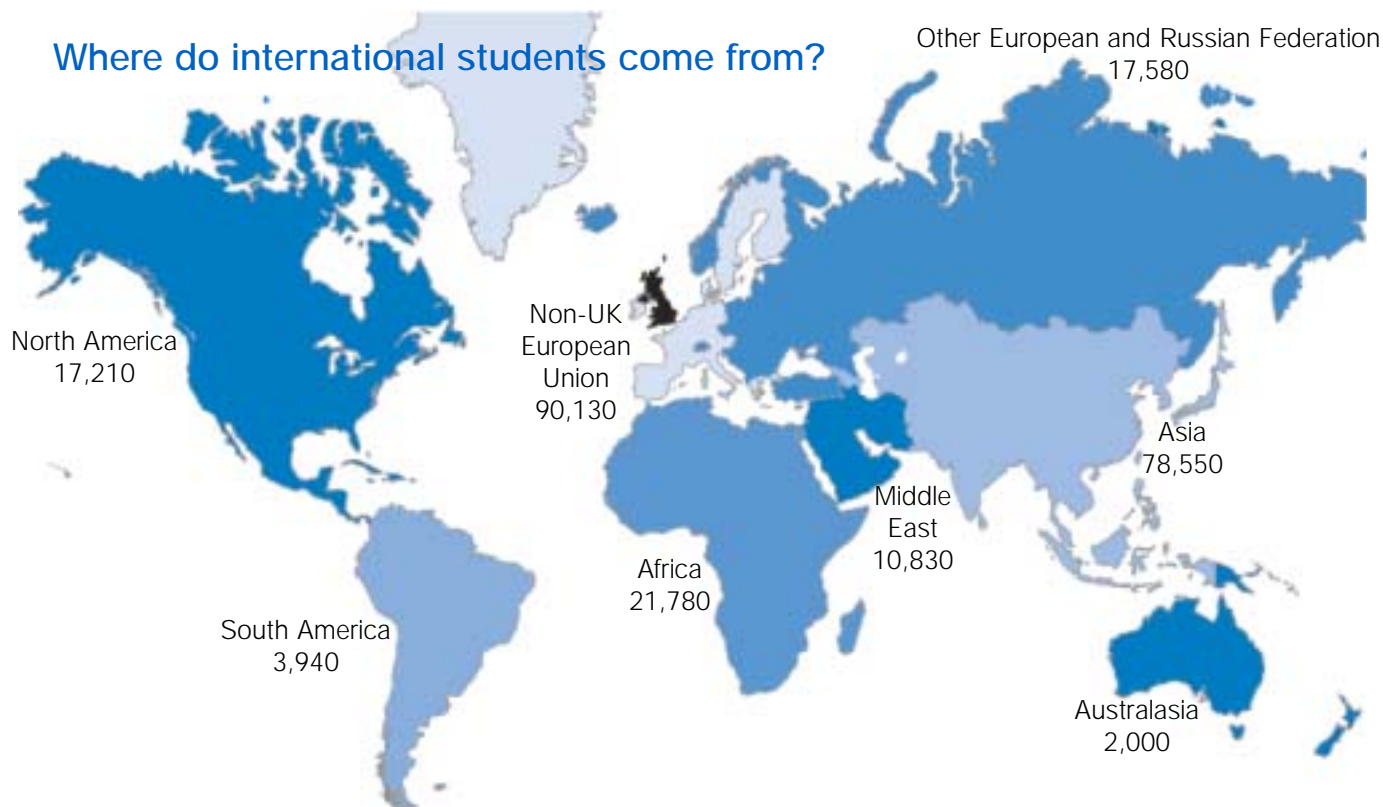 Where do international students come from?
Other European and Russian Federation
17,580
North America
17,210
Non-UK
European
Union
90,130
Asia
78,550
Middle
East
10,830
Africa
21,780
South America
3,940
Australasia
2,000